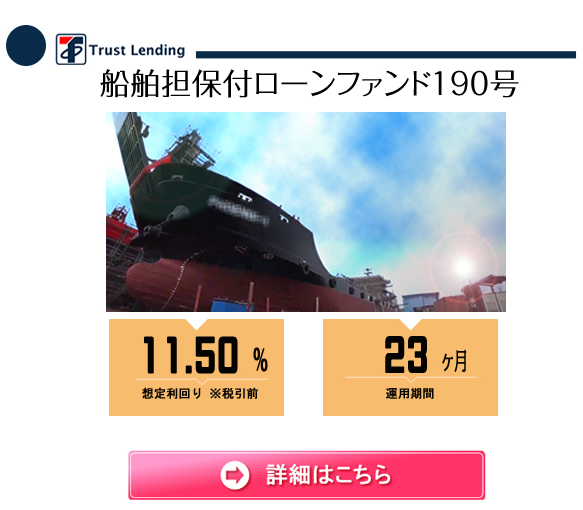 Trust Lending
船舶担保付ローンファンド190号
11.50 %
想定利回り ※税引前
23 ヶ月
運用期間
詳細はこちら